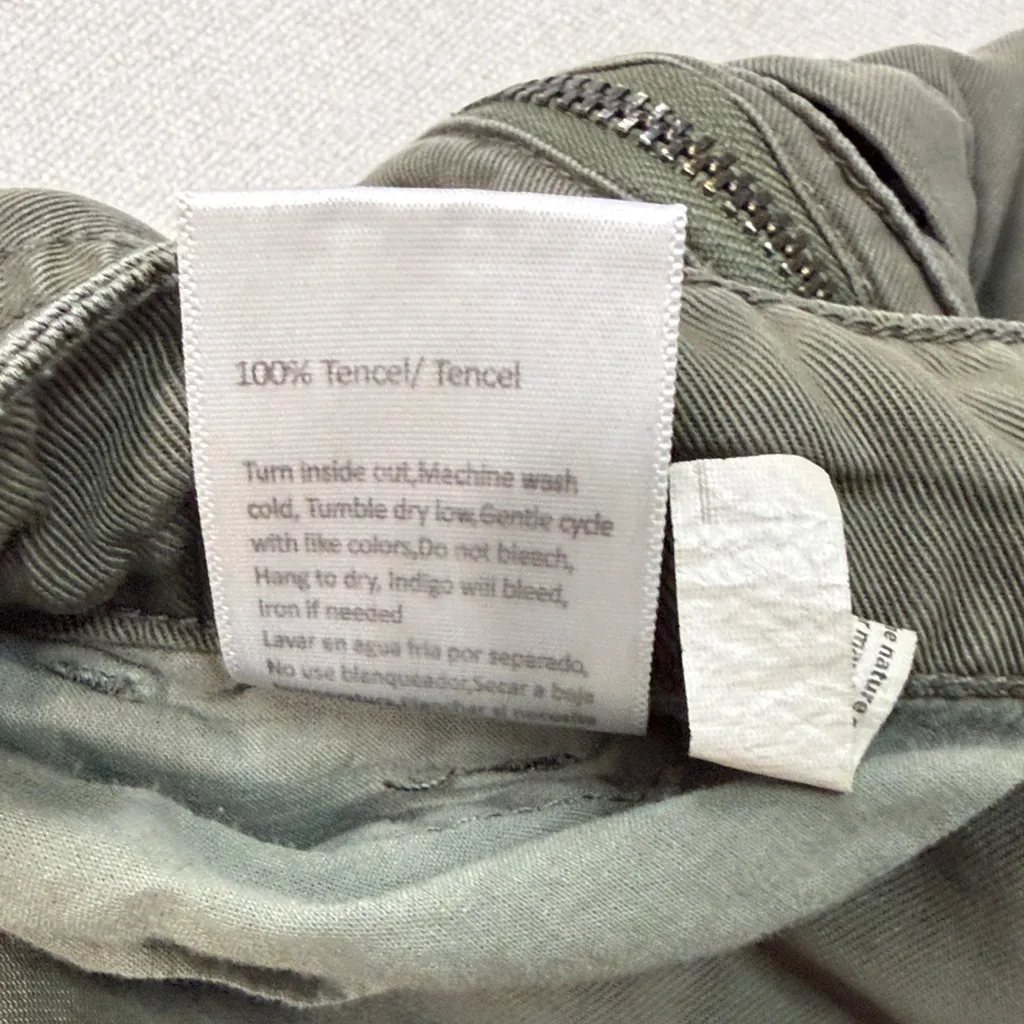 100% Tencel/ Tencel
Turn inside out,Machine wash
cold, Tumble dry low,Gentle cycle
with like colors,Do not bleach,
Hang to dry, Indigo will bleed,
Iron if needed
Lavar en agua fria por separado,
No use blanqueador,Secar a baja
nature